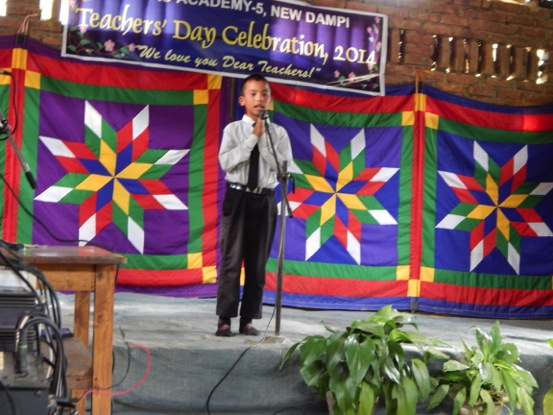 ACADEMY-5, NEW DAMPI
Teachers' Day Celebration, 2014
"We love you Dear Teachers!"